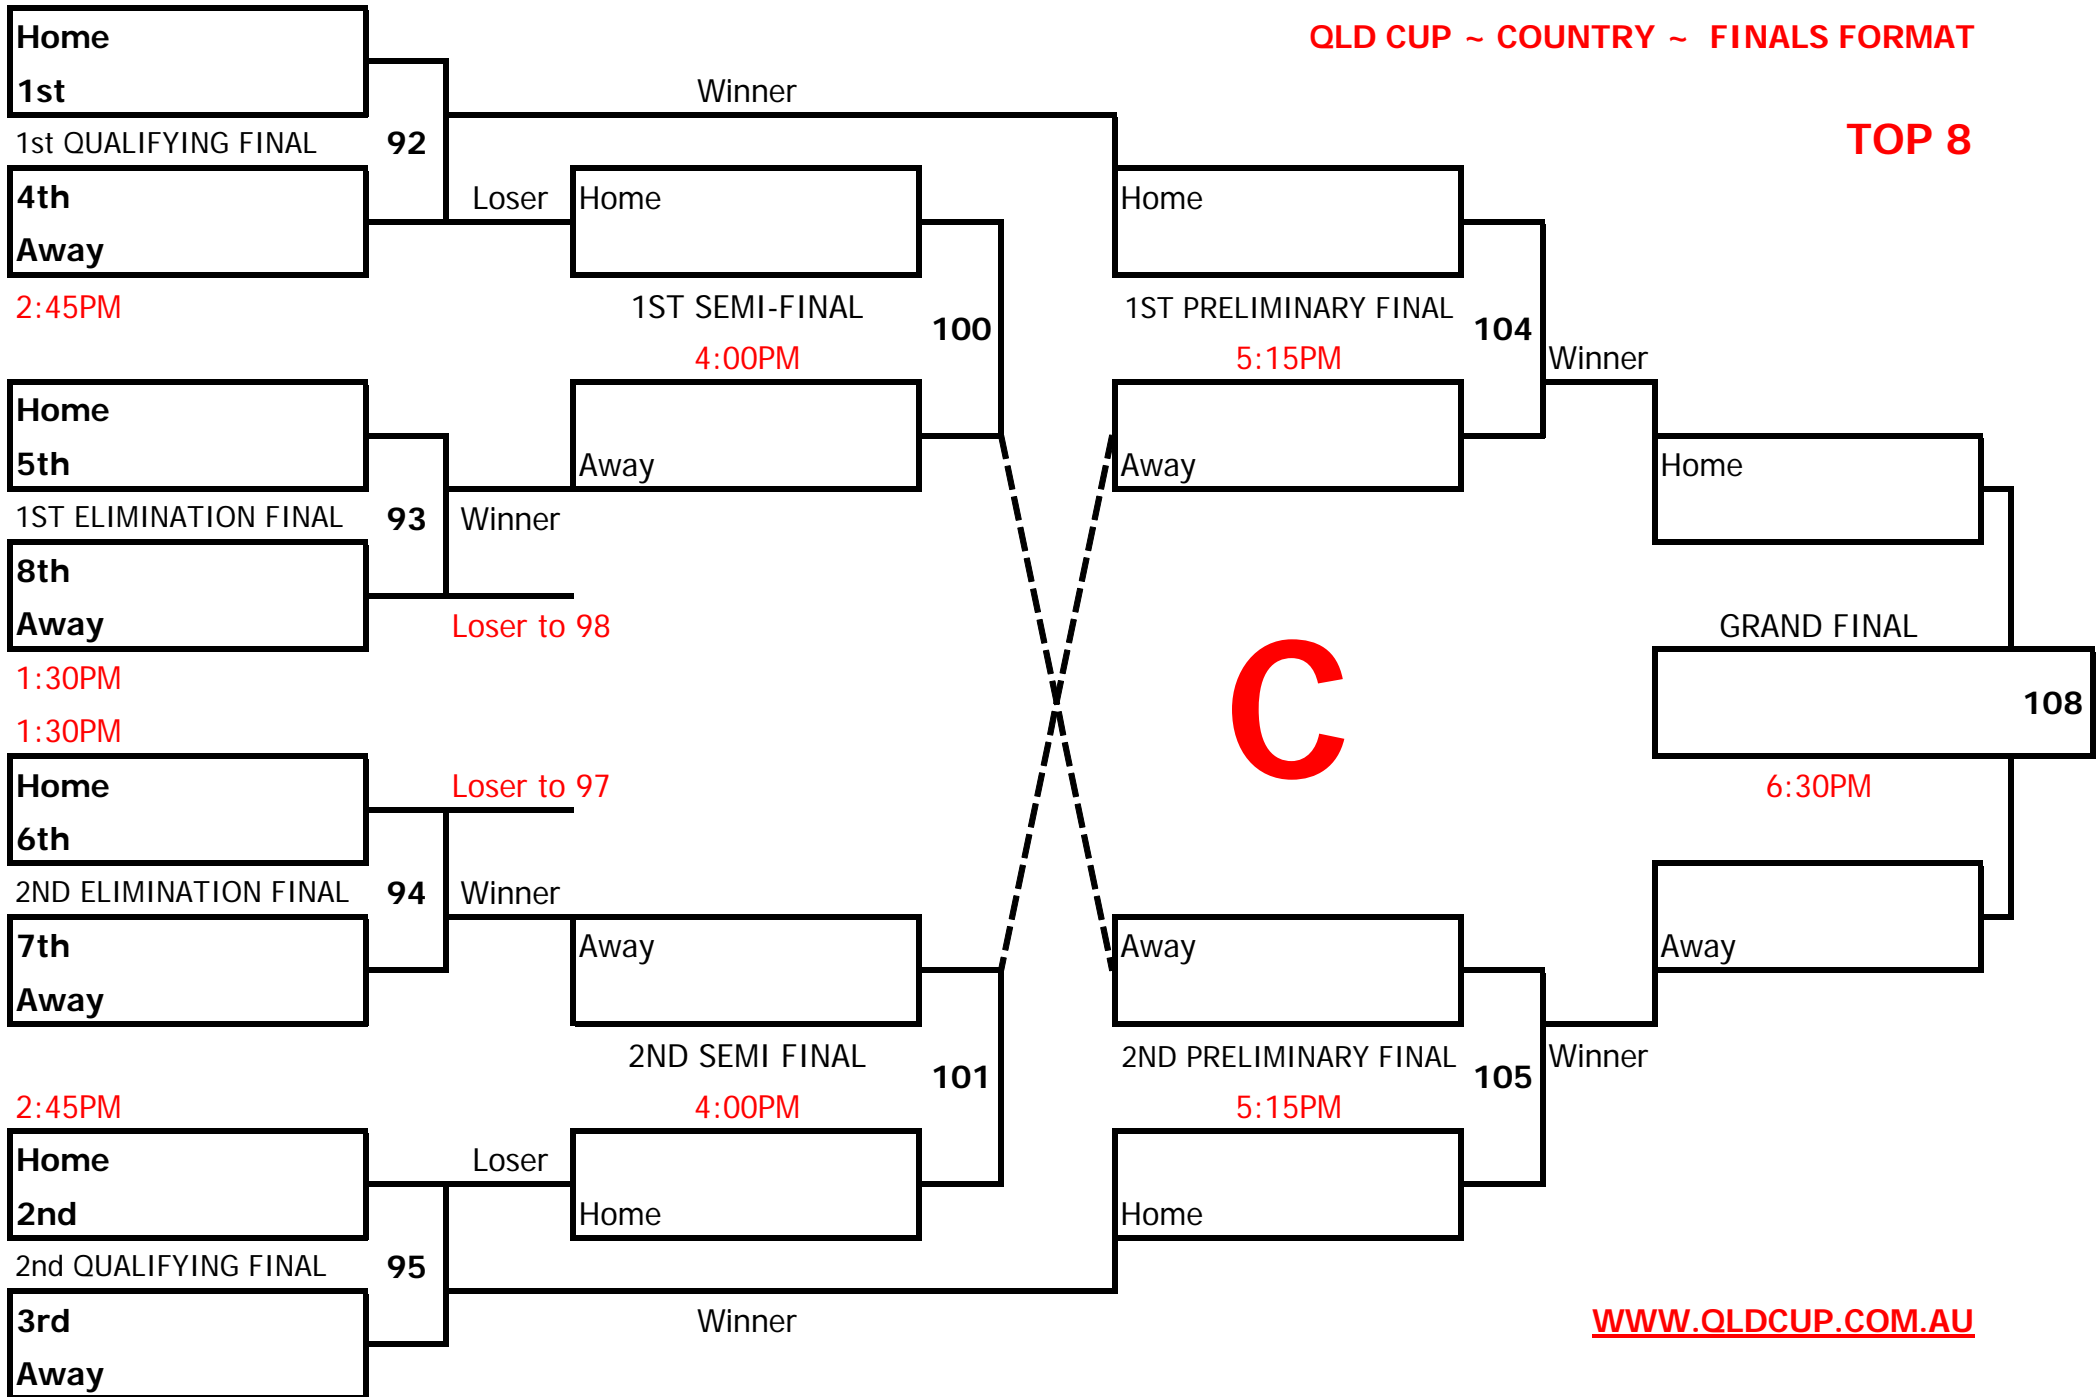 Home
QLD CUP ~ COUNTRY ~ FINALS FORMAT
1st
Winner
1st QUALIFYING FINAL 92
TOP 8
4th
Loser
Home
Home
Away
2:45PM
1ST SEMI-FINAL
100
1ST PRELIMINARY FINAL
104
4:00PM
5:15PM
Winner
Home
5th
Away
Away
Home
1ST ELIMINATION FINAL 93
Winner
8th
Away
Loser to 98
GRAND FINAL
1:30PM
C
108
1:30PM
Home
Loser to 97
6:30PM
6th
2ND ELIMINATION FINAL 94
Winner
7th
Away
Away
Away
Away
2ND SEMI FINAL
101
2ND PRELIMINARY FINAL
105
Winner
2:45PM
4:00PM
5:15PM
Home
Loser
2nd
Home
Home
2nd QUALIFYING FINAL 95
3rd
Winner
WWW.QLDCUP.COM.AU
Away